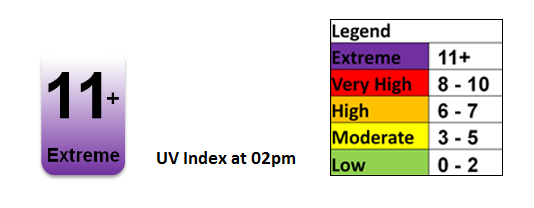 11+
Extreme
UV Index at 02pm
Legend
Extreme 11+
Very High 8 - 10
High 6 - 7
Moderate 3 - 5
Low 0 - 2